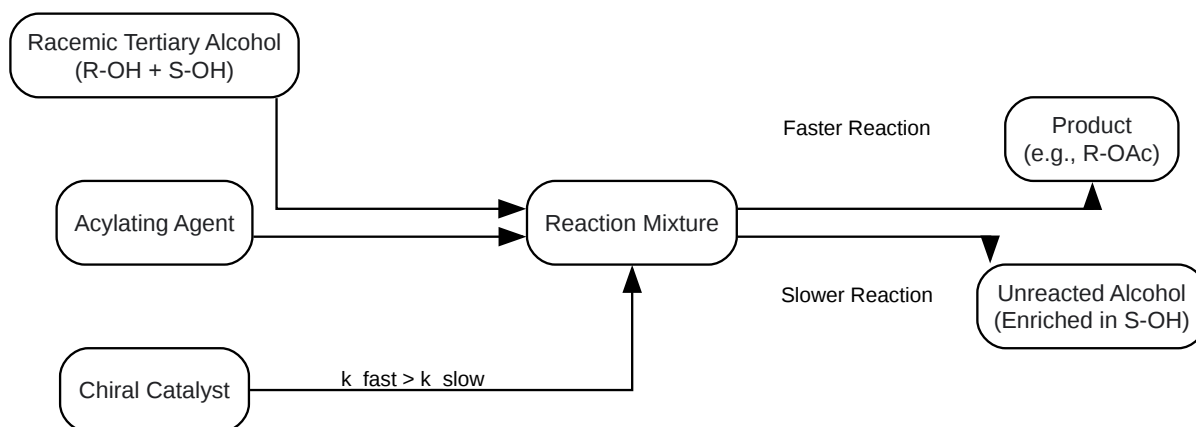 Racemic Tertiary Alcohol
(R-OH + S-OH)
Faster Reaction
Product
(e.g., R-OAc)
Acylating Agent
Reaction Mixture
Slower Reaction
Unreacted Alcohol
(Enriched in S-OH)
Chiral Catalyst
k_fast > k_slow